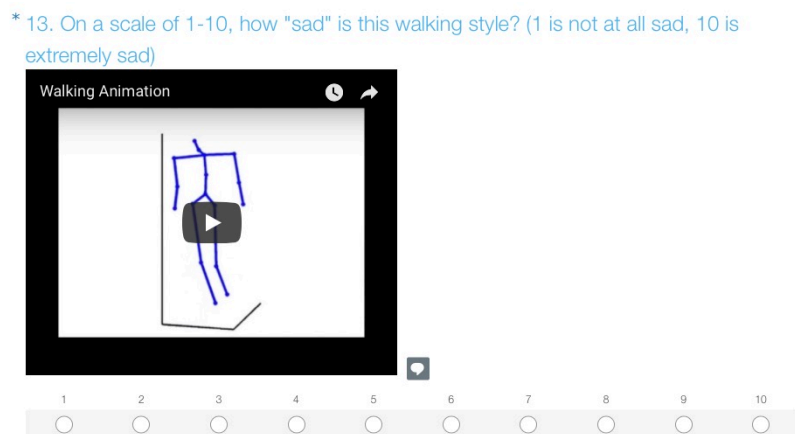 * 13. On a scale of 1-10, how "sad" is this walking style? (1 is not at all sad, 10 is
extremely sad)
Walking Animation
1 2 3 4 5 6 7 8 9 10